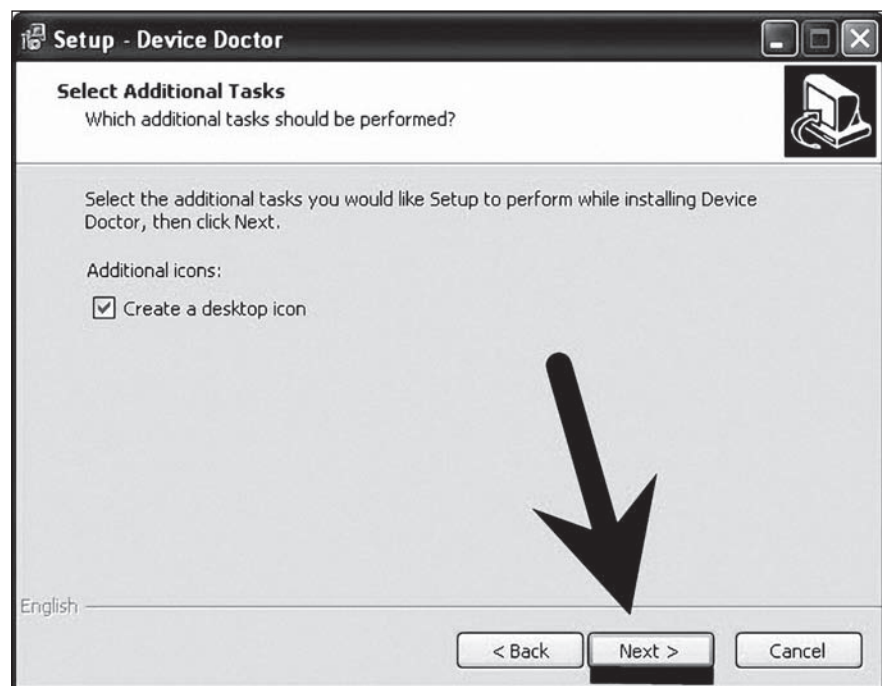 Setup - Device Doctor
Select Additional Tasks
Which additional tasks should be performed?
Select the additional tasks you would like Setup to perform while installing Device
Doctor, then click Next.
Additional icons:
Create a desktop icon
English
< Back Next > Cancel